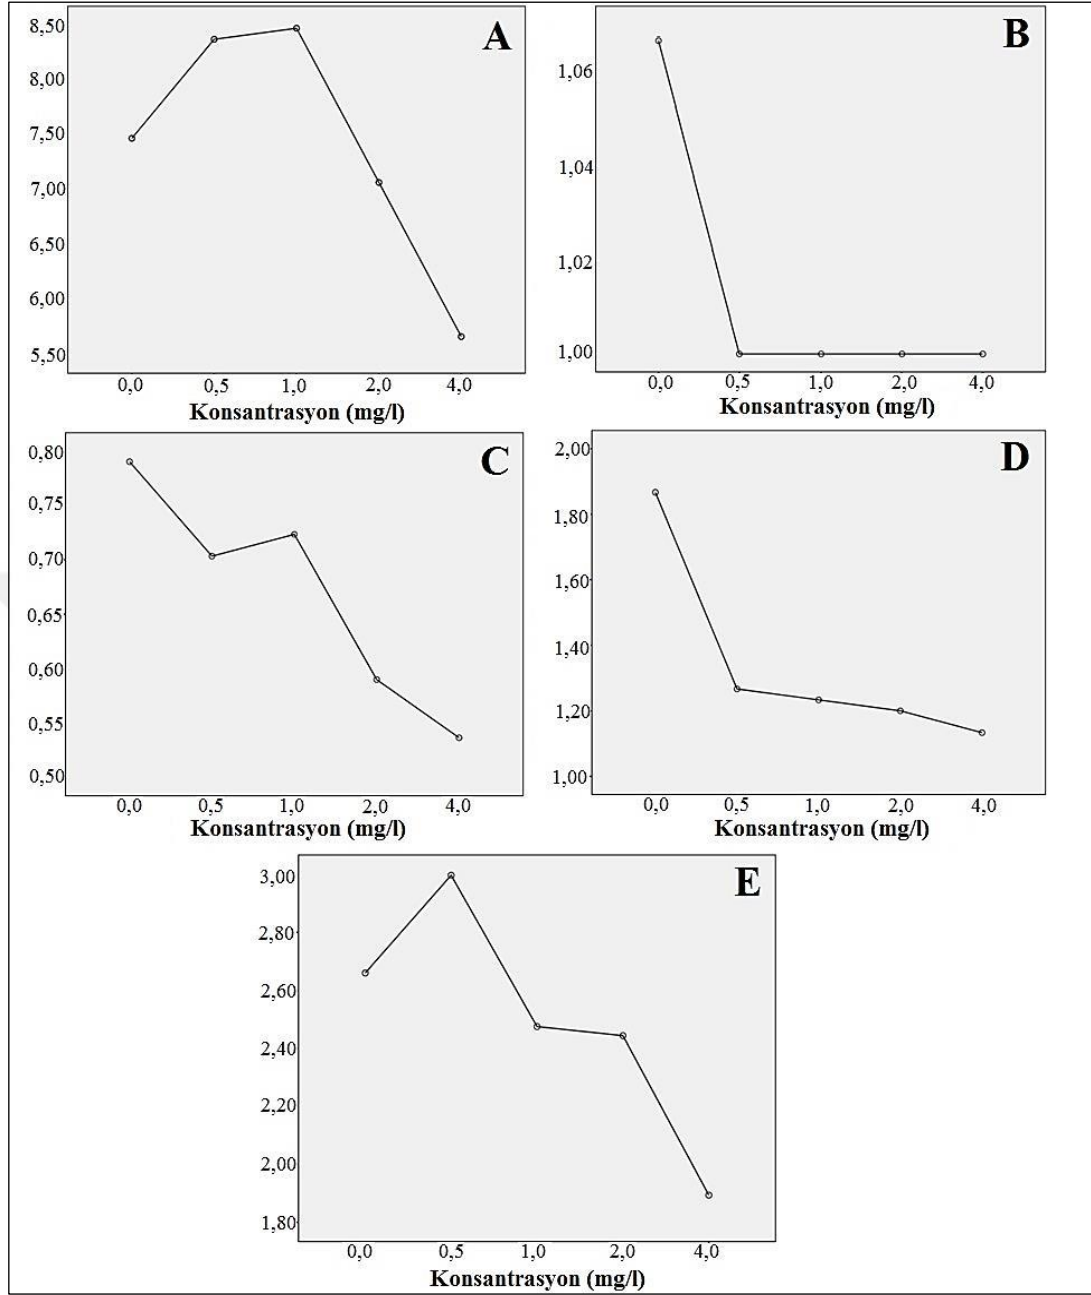 A
8,50
8,00
7,50
7,00
6,50
6,00
5,50
0,0 0,5 1,0 2,0 4,0
Konsantrasyon (mg/l)
B
1,06
1,04
1,02
1,00
0,0 0,5 1,0 2,0 4,0
Konsantrasyon (mg/l)
C
0,80
0,75
0,70
0,65
0,60
0,55
0,50
0,0 0,5 1,0 2,0 4,0
Konsantrasyon (mg/l)
D
2,00
1,80
1,60
1,40
1,20
1,00
0,0 0,5 1,0 2,0 4,0
Konsantrasyon (mg/l)
E
3,00
2,80
2,60
2,40
2,20
2,00
1,80
0,0 0,5 1,0 2,0 4,0
Konsantrasyon (mg/l)